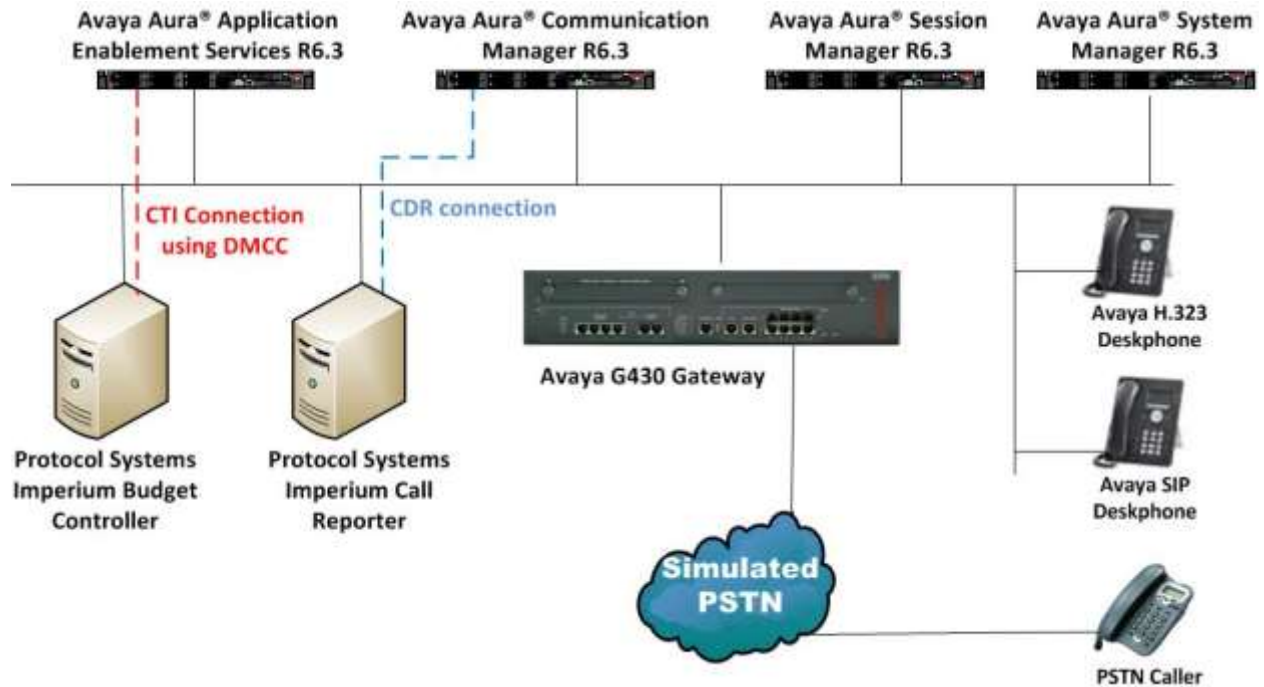 Avaya Aura® Application
Enablement Services R6.3
Avaya Aura® Communication
Manager R6.3
Avaya Aura® Session
Manager R6.3
Avaya Aura® System
Manager R6.3
CTI Connection
using DMCC
CDR connection
Avaya H.323
Deskphone
Avaya G430 Gateway
Protocol Systems
Imperium Budget
Controller
Protocol Systems
Imperium Call
Reporter
Avaya SIP
Deskphone
Simulated
PSTN
PSTN Caller